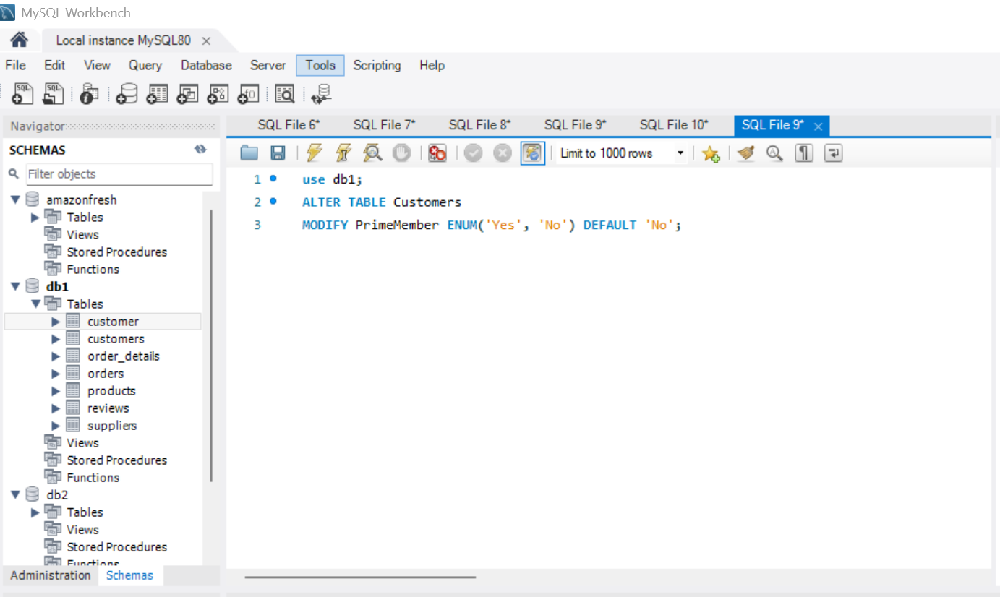 MySQL Workbench
Local instance MySQL80
File Edit View Query Database Server Tools Scripting Help
SQL SQL
Navigator
SCHEMAS
Filter objects
amazonfresh
Tables
Views
Stored Procedures
Functions
db1
Tables
customer
customers
order_details
orders
products
reviews
suppliers
Views
Stored Procedures
Functions
db2
Tables
Views
Stored Procedures
Functions
Administration Schemas
SQL File 6* SQL File 7* SQL File 8* SQL File 9* SQL File 10* SQL File 9*
Limit to 1000 rows
1 use db1;
2 ALTER TABLE Customers
3 MODIFY PrimeMember ENUM('Yes', 'No') DEFAULT 'No';